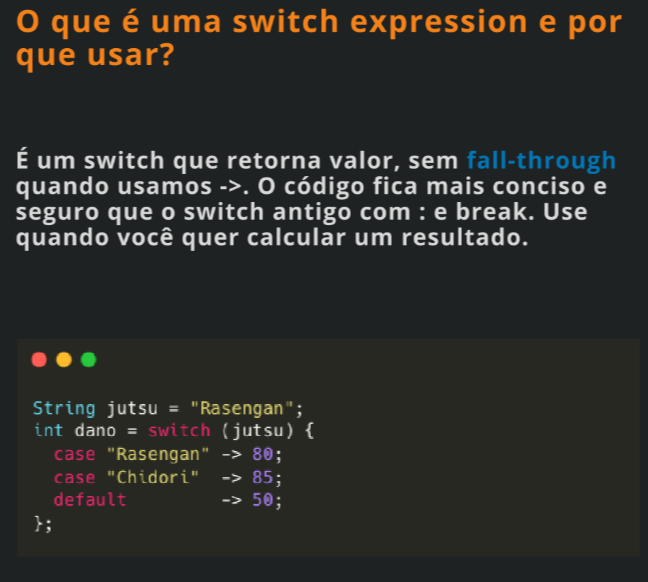 O que é uma switch expression e por
que usar?
É um switch que retorna valor, sem fall-through
quando usamos ->. O código fica mais conciso e
seguro que o switch antigo com : e break. Use
quando você quer calcular um resultado.
String jutsu = "Rasengan";
int dano = switch (jutsu) {
  case "Rasengan" -> 80;
  case "Chidori"  -> 85;
  default         -> 50;
};